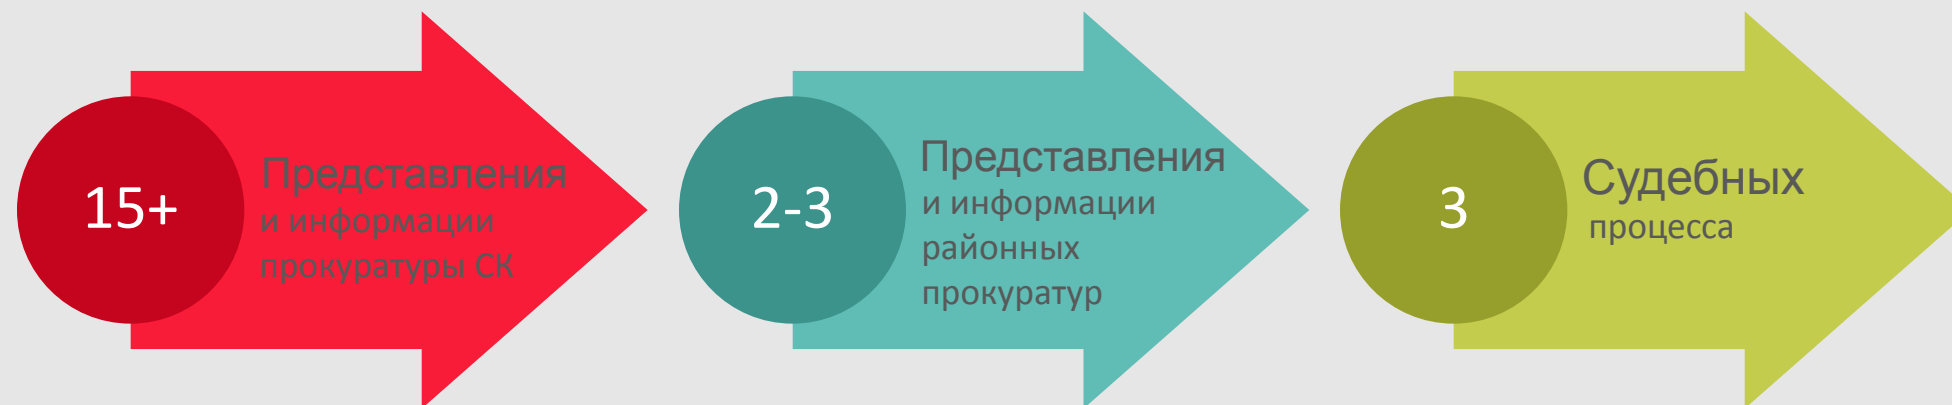 15+
Представления
и информации
прокуратуры СК
2-3
Представления
и информации
районных
прокуратур
3
Судебных
процесса